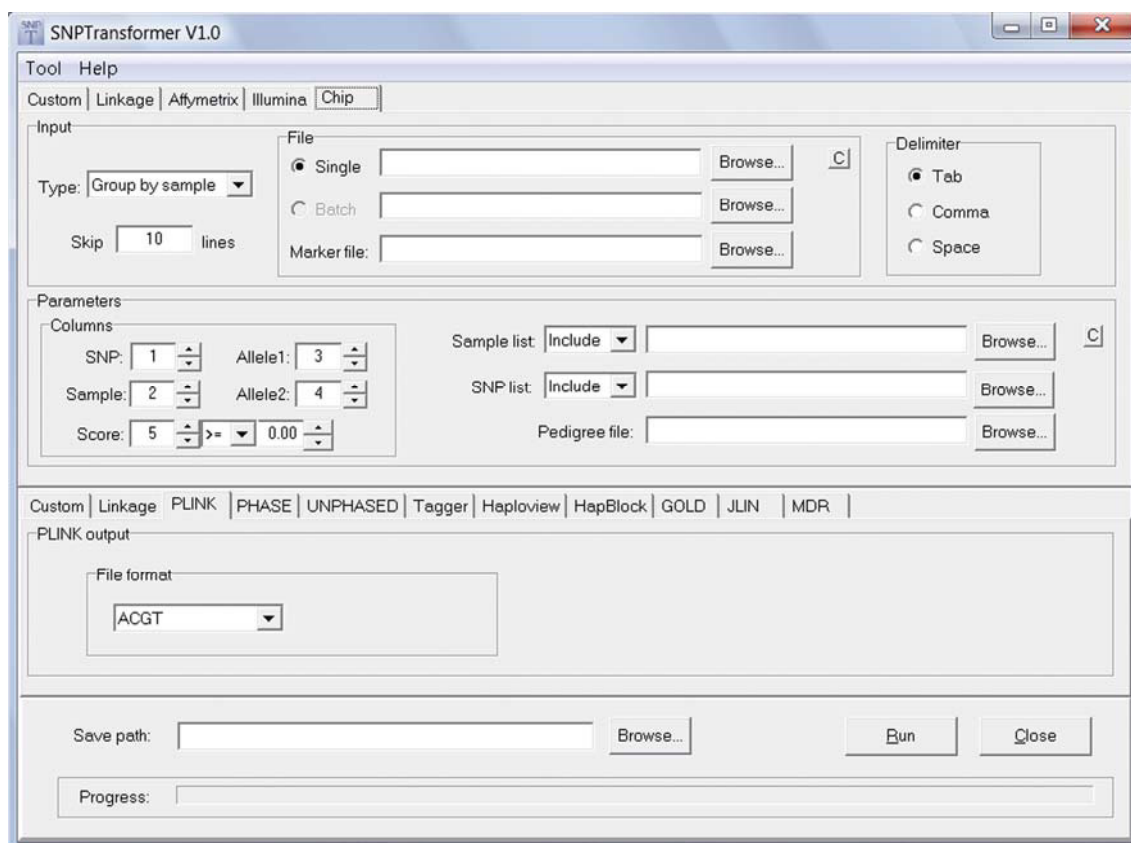 SNP T SNPTransformer V1.0
Tool Help
Custom Linkage Affymetrix Illumina Chip
Input
File
Delimiter
Type: Group by sample
Single Browse... C
Tab
Batch Browse...
Comma
Skip 10 lines
Marker file: Browse...
Space
Parameters
Columns
SNP: 1 Allele1: 3
Sample: 2 Allele2: 4
Score: 5 >= 0.00
Sample list: Include Browse... C
SNP list: Include Browse...
Pedigree file: Browse...
Custom Linkage PLINK PHASE UNPHASED Tagger Haploview HapBlock GOLD JLIN MDR
PLINK output
File format
ACGT
Save path: Browse... Run Close
Progress: